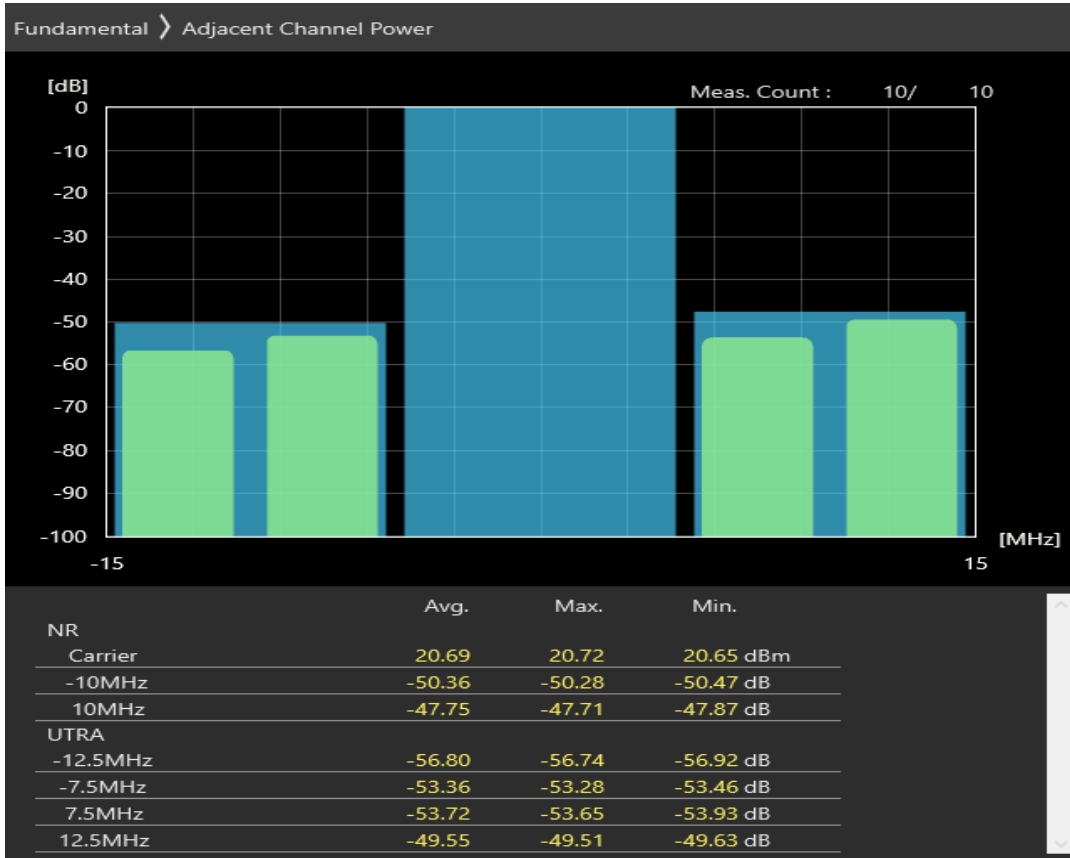 Fundamental 〉 Adjacent Channel Power
[dB]
Meas. Count : 10/ 10
0
-10
-20
-30
-40
-50
-60
-70
-80
-90
-100
[MHz]
-15 15
Avg. Max. Min.
NR
Carrier 20.69 20.72 20.65 dBm
-10MHz -50.36 -50.28 -50.47 dB
10MHz -47.75 -47.71 -47.87 dB
UTRA
-12.5MHz -56.80 -56.74 -56.92 dB
-7.5MHz -53.36 -53.28 -53.46 dB
7.5MHz -53.72 -53.65 -53.93 dB
12.5MHz -49.55 -49.51 -49.63 dB